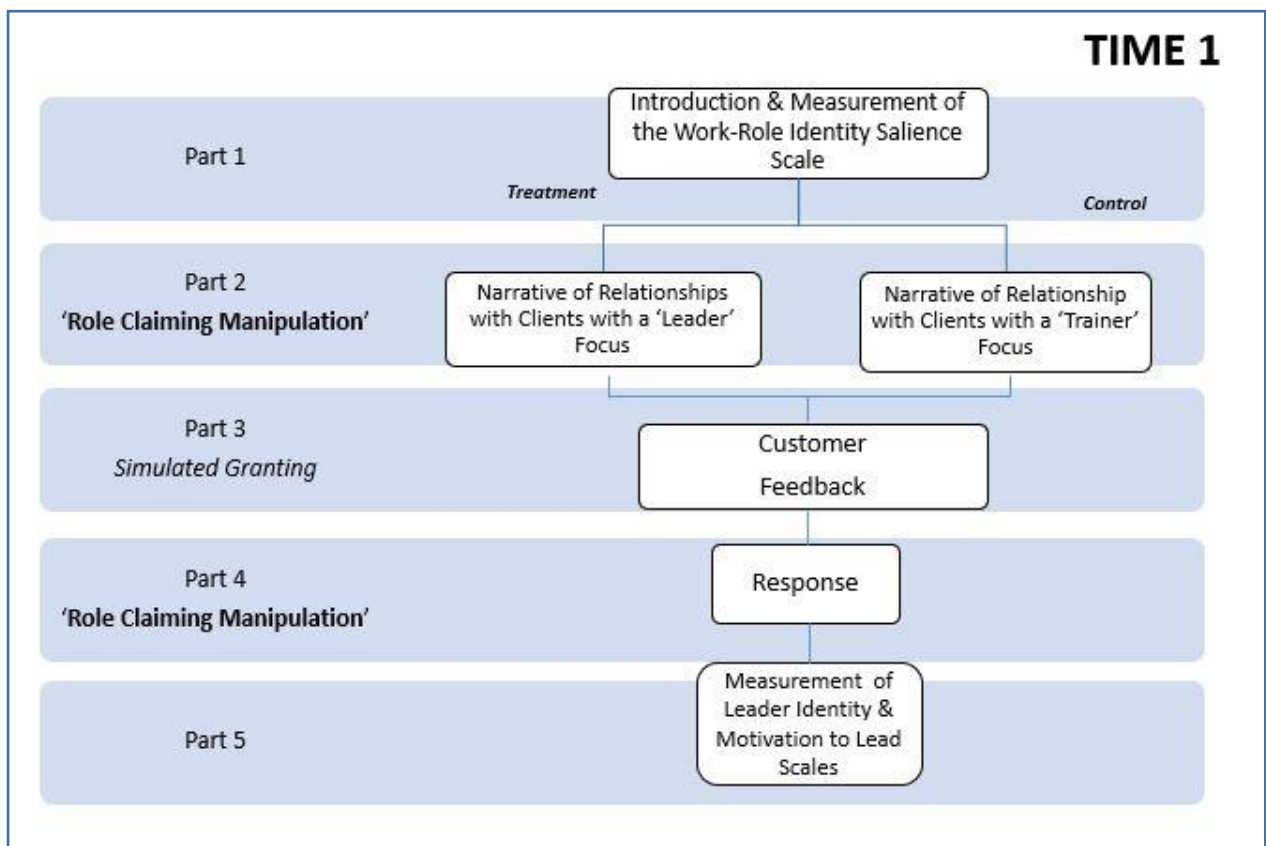 TIME 1
Part 1
Introduction & Measurement of
the Work-Role Identity Salience
Scale
Treatment
Control
Part 2
‘Role Claiming Manipulation’
Narrative of Relationships
with Clients with a ‘Leader’
Focus
Narrative of Relationship
with Clients with a ‘Trainer’
Focus
Part 3
Simulated Granting
Customer
Feedback
Part 4
‘Role Claiming Manipulation’
Response
Part 5
Measurement of
Leader Identity &
Motivation to Lead
Scales